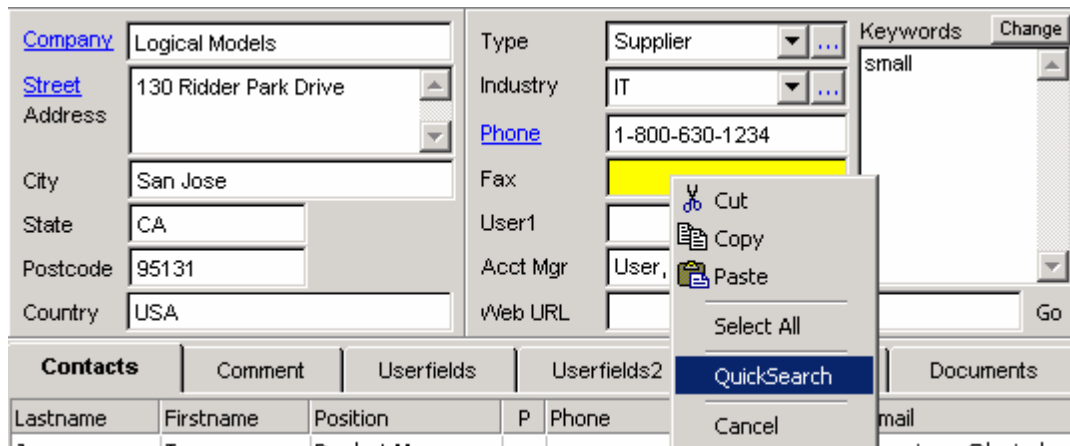 Company Logical Models
Street 130 Ridder Park Drive
Address
City San Jose
State CA
Postcode 95131
Country USA
Type Supplier ...
Industry IT ...
Phone 1-800-630-1234
Fax
User1
Acct Mgr User,
Web URL Go
Keywords Change
small
Cut
Copy
Paste
Select All
QuickSearch
Cancel
Contacts Comment Userfields Userfields2 Documents
Lastname Firstname Position P Phone mail